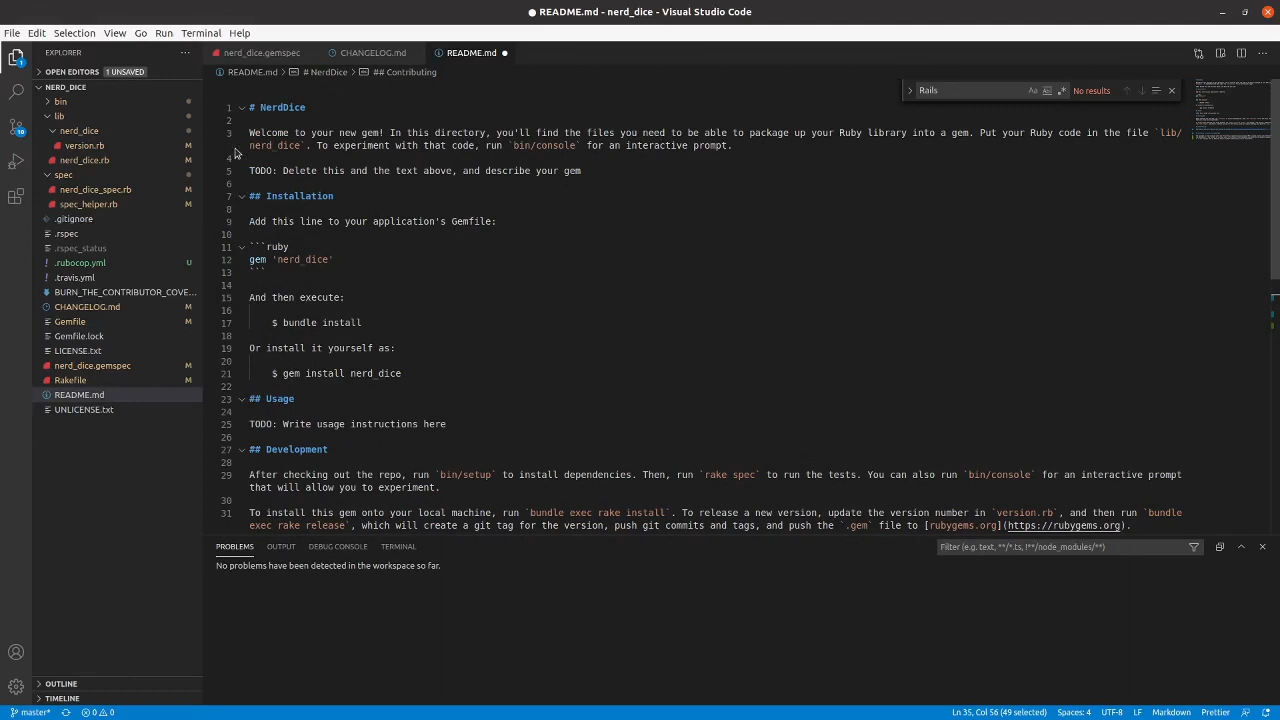 ● README.md - nerd_dice - Visual Studio Code
File Edit Selection View Go Run Terminal Help
EXPLORER
OPEN EDITORS 1 UNSAVED
NERD_DICE
bin
lib
nerd_dice
version.rb M
nerd_dice.rb M
spec
nerd_dice_spec.rb M
spec_helper.rb M
.gitignore
.rspec
.rspec_status
.rubocop.yml U
.travis.yml
BURN_THE_CONTRIBUTOR_COVE...
CHANGELOG.md M
Gemfile M
Gemfile.lock
LICENSE.txt
nerd_dice.gemspec M
Rakefile M
README.md
UNLICENSE.txt
OUTLINE
TIMELINE
1
10
nerd_dice.gemspec CHANGELOG.md README.md ●
README.md > # NerdDice > ## Contributing
Rails Aa Ab .* No results
1 # NerdDice
2
3 Welcome to your new gem! In this directory, you'll find the files you need to be able to package up your Ruby library into a gem. Put your Ruby code in the file `lib/
nerd_dice`. To experiment with that code, run `bin/console` for an interactive prompt.
4
5 TODO: Delete this and the text above, and describe your gem
6
7 ## Installation
8
9 Add this line to your application's Gemfile:
10
11 ```ruby
12 gem 'nerd_dice'
13 ```
14
15 And then execute:
16
17 $ bundle install
18
19 Or install it yourself as:
20
21 $ gem install nerd_dice
22
23 ## Usage
24
25 TODO: Write usage instructions here
26
27 ## Development
28
29 After checking out the repo, run `bin/setup` to install dependencies. Then, run `rake spec` to run the tests. You can also run `bin/console` for an interactive prompt
that will allow you to experiment.
30
31 To install this gem onto your local machine, run `bundle exec rake install`. To release a new version, update the version number in `version.rb`, and then run `bundle
exec rake release`, which will create a git tag for the version, push git commits and tags, and push the `.gem` file to [rubygems.org](https://rubygems.org).
PROBLEMS OUTPUT DEBUG CONSOLE TERMINAL
Filter (e.g. text, **/*.ts, !**/node_modules/**)
No problems have been detected in the workspace so far.
master* 0 0 Ln 35, Col 56 (49 selected) Spaces: 4 UTF-8 LF Markdown Prettier